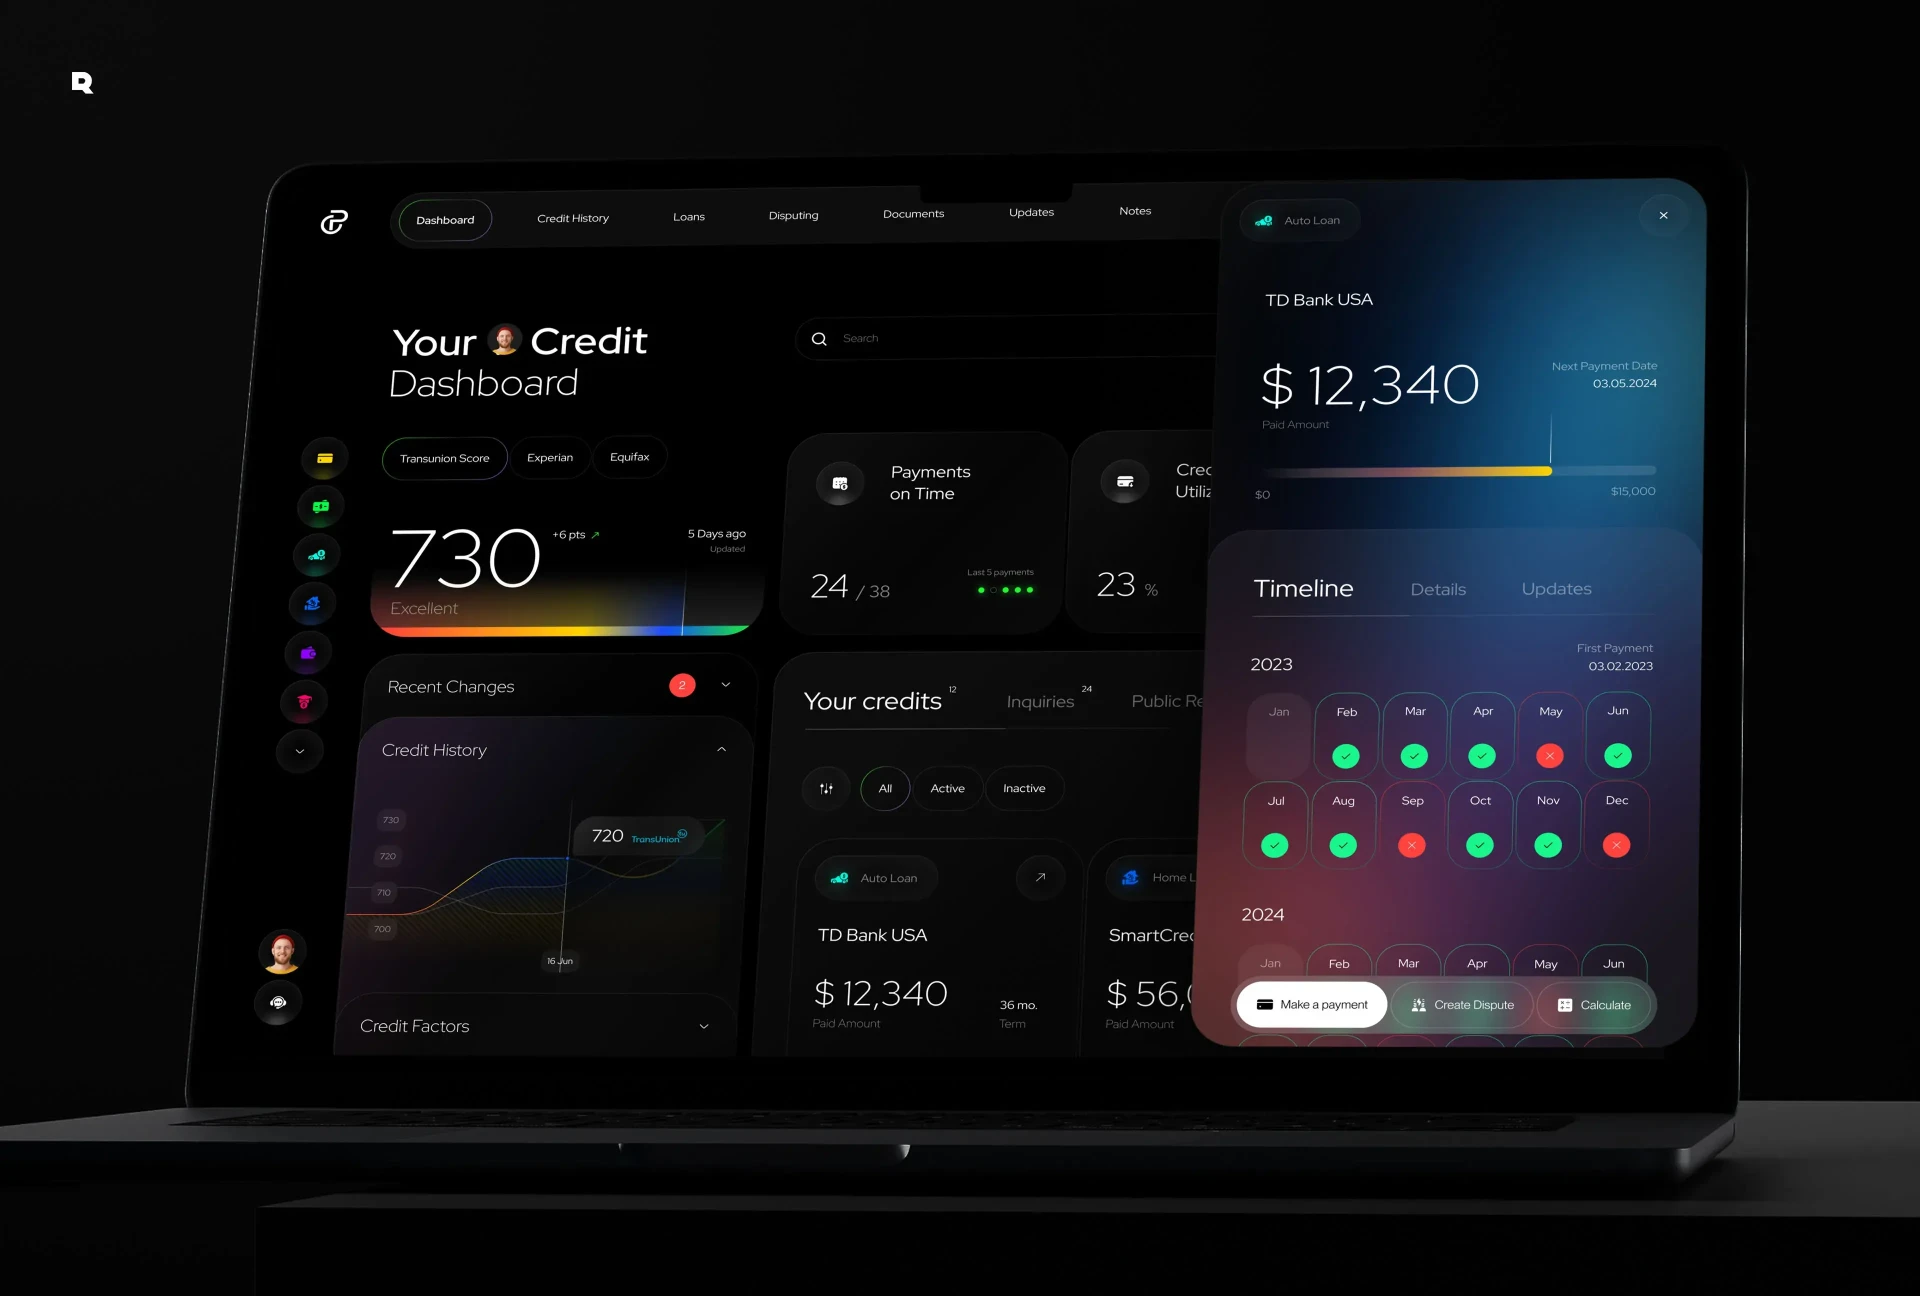 R
Dashboard
Credit History
Loans
Disputing
Documents
Updates
Notes
Your Credit
Dashboard
Search
Transunion Score
Experian
Equifax
730
+6 pts
5 Days ago
Updated
Excellent
Payments
on Time
24 / 38
Last 5 payments
23 %
Recent Changes
2
Credit History
730
720
710
700
720 TransUnion
16 Jun
Credit Factors
Your credits 12
Inquiries 24
Public Re
All
Active
Inactive
Auto Loan
TD Bank USA
$ 12,340
Paid Amount
36 mo.
Term
Home L
SmartCre
$ 56,
Paid Amount
Auto Loan
TD Bank USA
$ 12,340
Paid Amount
Next Payment Date
03.05.2024
$0
$15,000
Timeline
Details
Updates
2023
First Payment
03.02.2023
Jan
Feb
Mar
Apr
May
Jun
Jul
Aug
Sep
Oct
Nov
Dec
2024
Jan
Feb
Mar
Apr
May
Jun
Make a payment
Create Dispute
Calculate